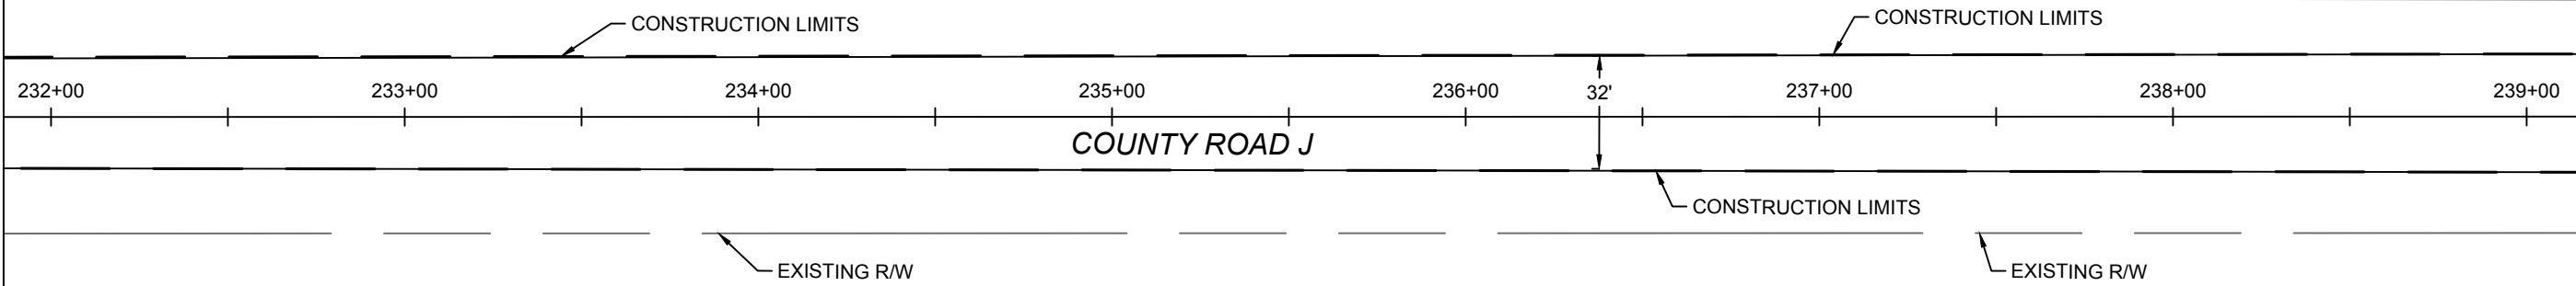 CONSTRUCTION LIMITS
CONSTRUCTION LIMITS
232+00
233+00
234+00
235+00
236+00
32'
237+00
238+00
239+00
COUNTY ROAD J
CONSTRUCTION LIMITS
EXISTING R/W
EXISTING R/W